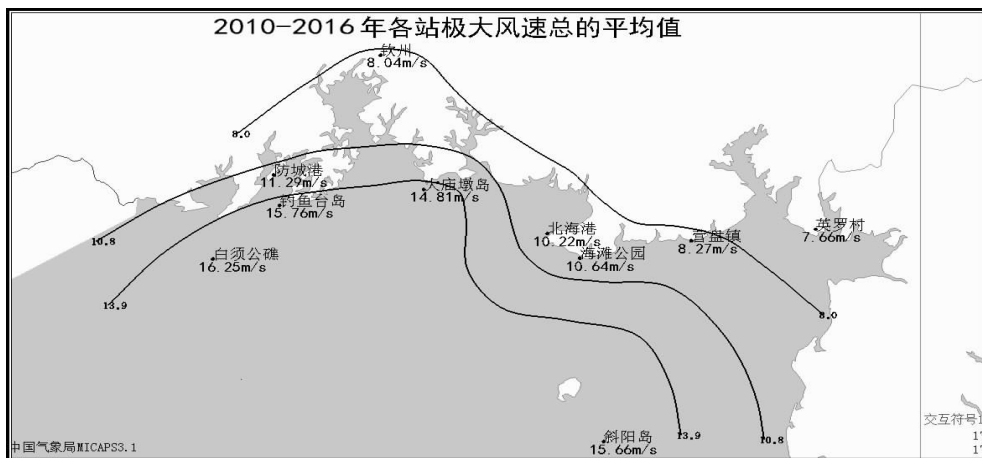 2010-2016年各站极大风速总的平均值
钦州
8.04m/s
8.0
防城港
11.29m/s
钓鱼台岛
15.76m/s
大庙墩岛
14.81m/s
北海港
10.22m/s
海滩公园
10.64m/s
营盘镇
8.27m/s
英罗村
7.66m/s
10.8
白须公礁
16.25m/s
13.9
8.0
斜阳岛
15.66m/s
13.9
10.8
中国气象局MICAPS3.1
交互符号